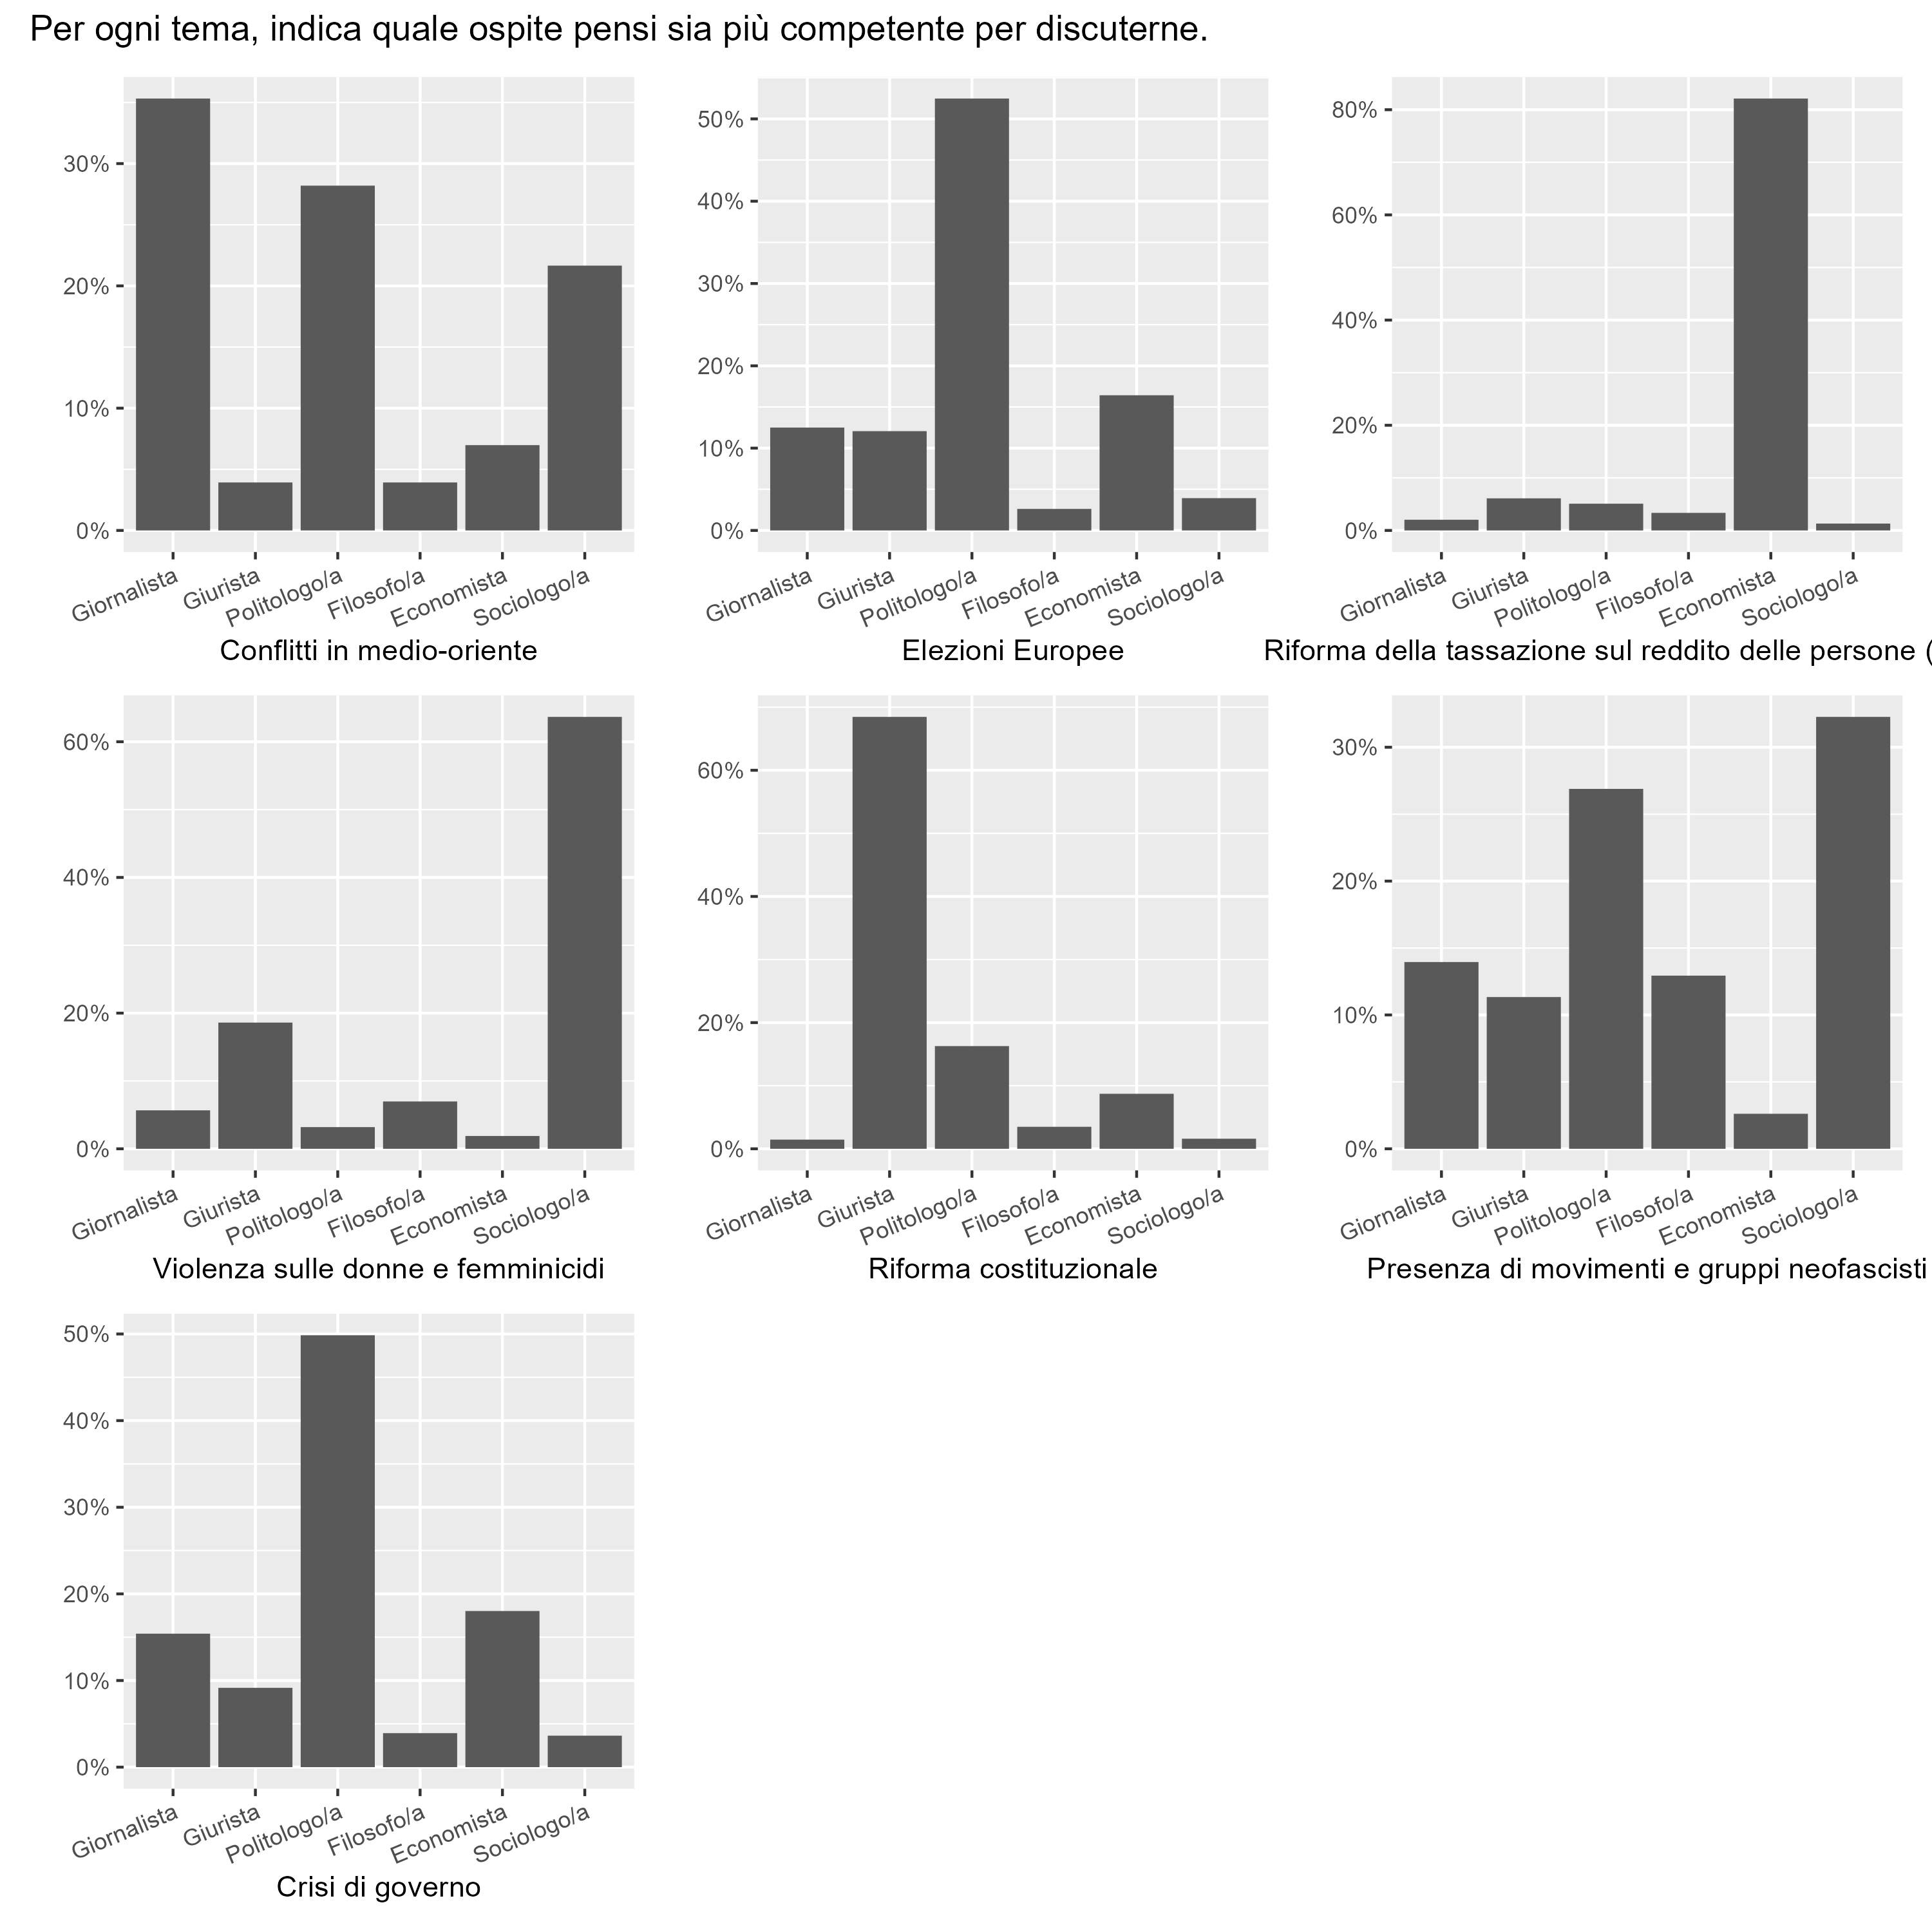 Per ogni tema, indica quale ospite pensi sia più competente per discuterne.
30%
20%
10%
0%
Giornalista
Giurista
Politologo/a
Filosofo/a
Economista
Sociologo/a
Conflitti in medio-oriente
50%
40%
30%
20%
10%
0%
Giornalista
Giurista
Politologo/a
Filosofo/a
Economista
Sociologo/a
Elezioni Europee
80%
60%
40%
20%
0%
Giornalista
Giurista
Politologo/a
Filosofo/a
Economista
Sociologo/a
Riforma della tassazione sul reddito delle persone (
60%
40%
20%
0%
Giornalista
Giurista
Politologo/a
Filosofo/a
Economista
Sociologo/a
Violenza sulle donne e femminicidi
60%
40%
20%
0%
Giornalista
Giurista
Politologo/a
Filosofo/a
Economista
Sociologo/a
Riforma costituzionale
30%
20%
10%
0%
Giornalista
Giurista
Politologo/a
Filosofo/a
Economista
Sociologo/a
Presenza di movimenti e gruppi neofascisti
50%
40%
30%
20%
10%
0%
Giornalista
Giurista
Politologo/a
Filosofo/a
Economista
Sociologo/a
Crisi di governo